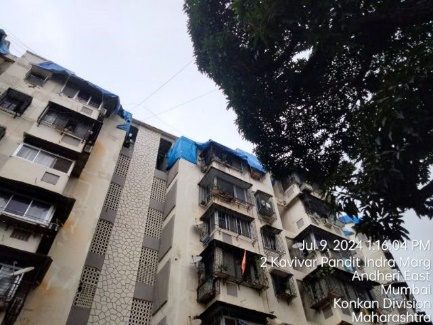 Jul 9, 2024 1:16:04 PM
2 Kavivar Pandit Indra Marg
Andheri East
Mumbai
Konkan Division
Maharashtra